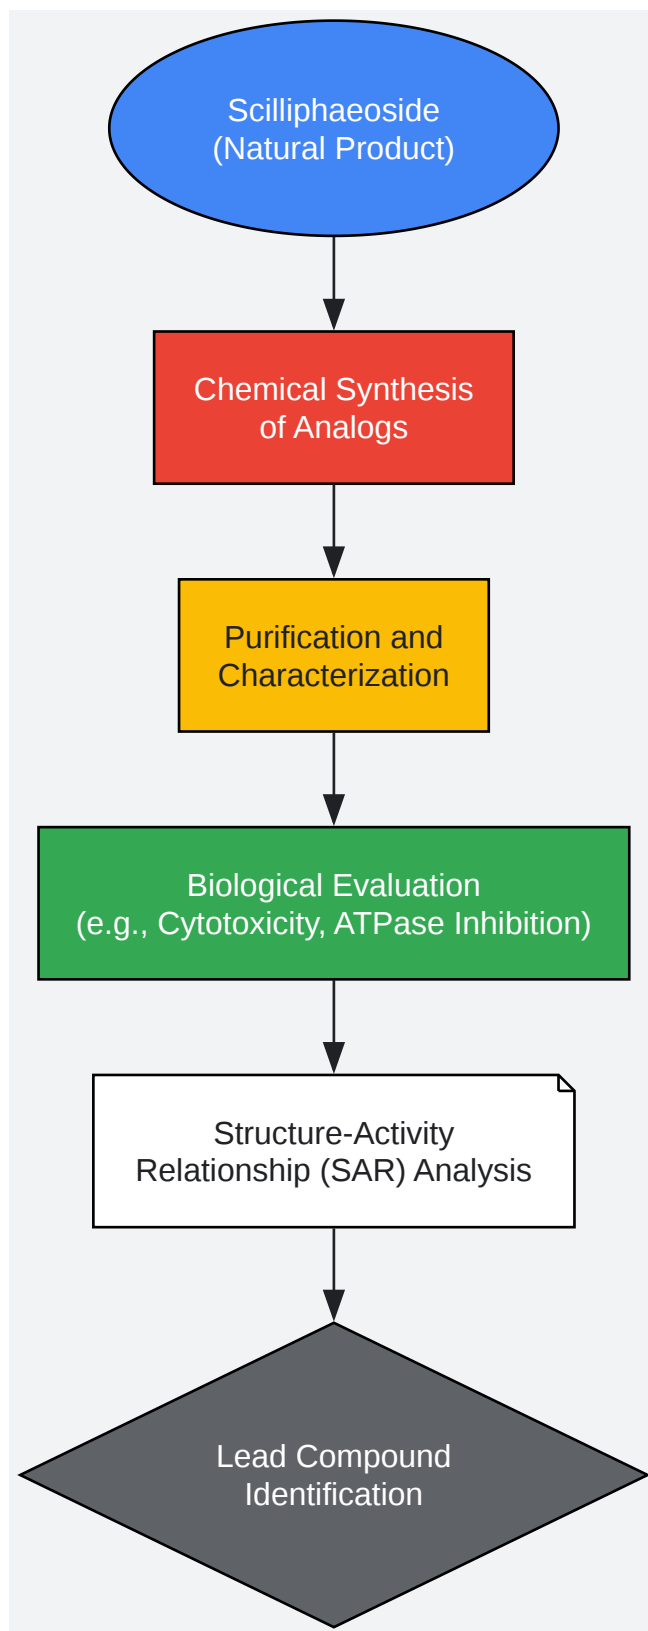 Scilliphaeoside
(Natural Product)
Chemical Synthesis
of Analogs
Purification and
Characterization
Biological Evaluation
(e.g., Cytotoxicity, ATPase Inhibition)
Structure-Activity
Relationship (SAR) Analysis
Lead Compound
Identification